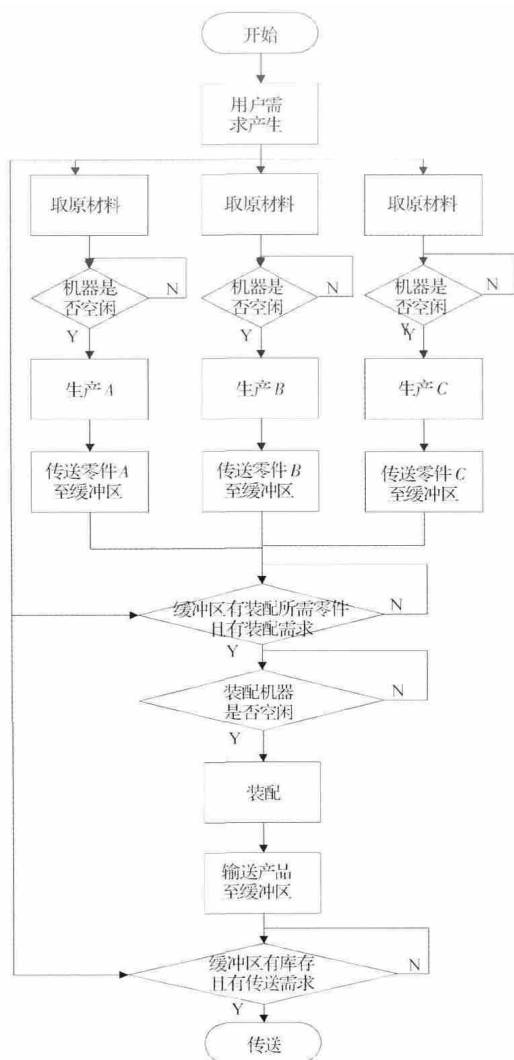 开始
用户需
求产生
取原材料
取原材料
取原材料
机器是
否空闲
N
Y
机器是
否空闲
N
Y
机器是
否空闲
N
Y
生产A
生产B
生产C
传送零件A
至缓冲区
传送零件B
至缓冲区
传送零件C
至缓冲区
缓冲区有装配所需零件
且有装配需求
N
Y
装配机器
是否空闲
N
Y
装配
输送产品
至缓冲区
缓冲区有库存
且有传送需求
N
Y
传送